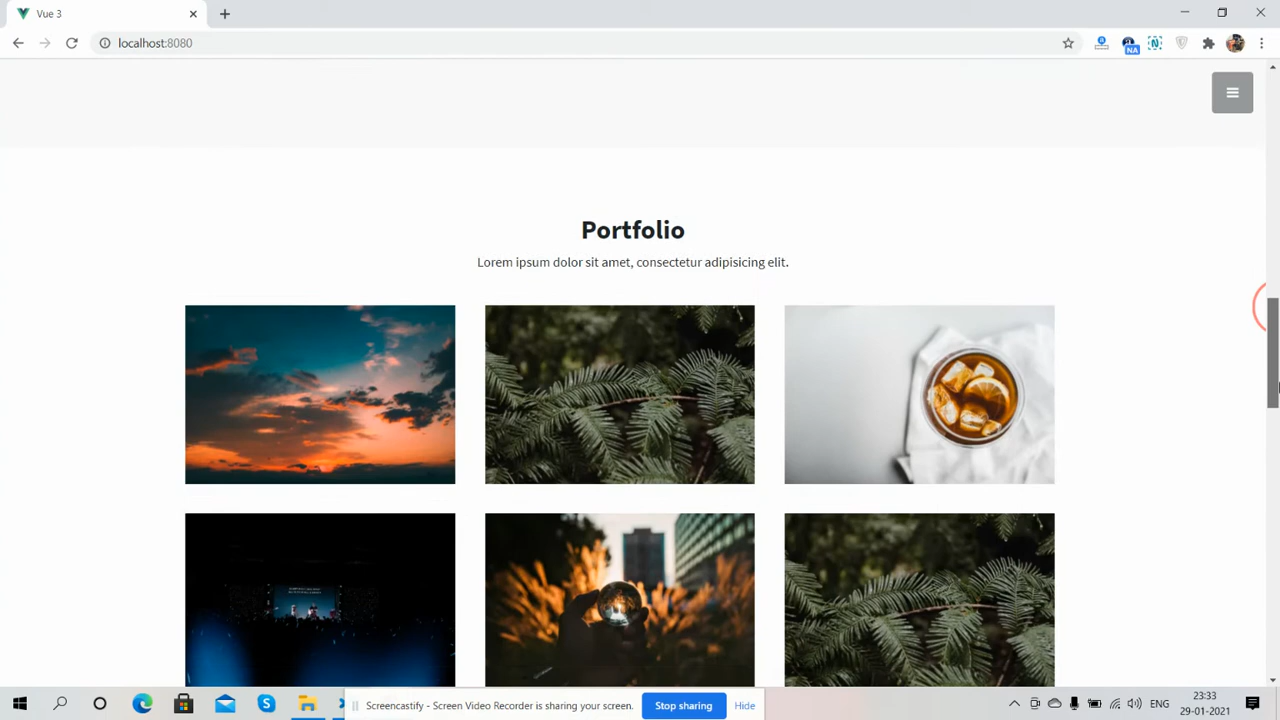 Vue 3
localhost:8080
NA
N
Portfolio
Lorem ipsum dolor sit amet, consectetur adipisicing elit.
Screencastify - Screen Video Recorder is sharing your screen.
Stop sharing
Hide
ENG
23:33
29-01-2021